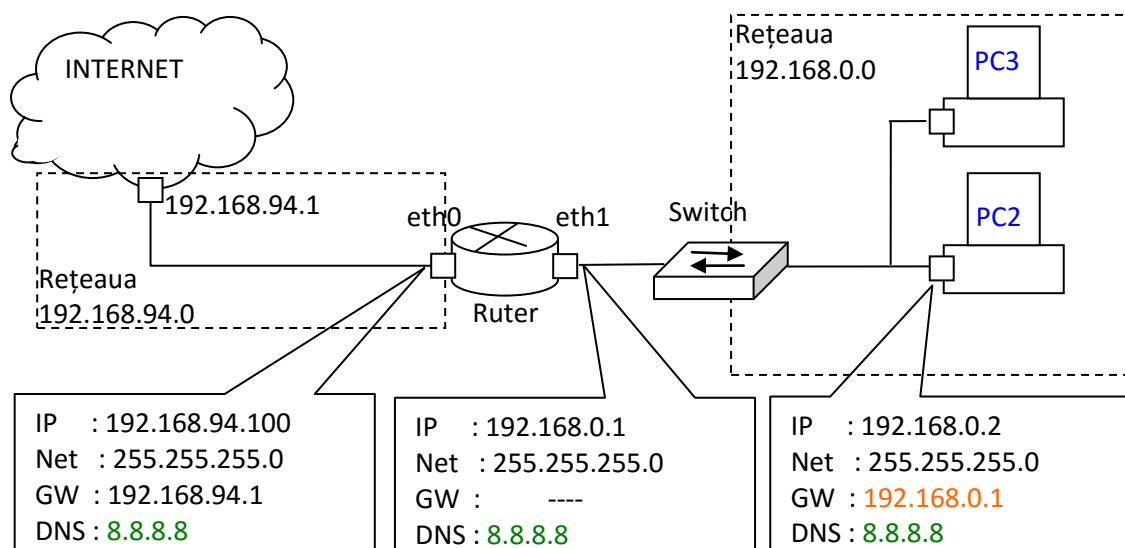 INTERNET
192.168.94.1
Rețeaua
192.168.94.0
eth0
eth1
Ruter
Switch
Rețeaua
192.168.0.0
PC3
PC2
IP : 192.168.94.100
Net : 255.255.255.0
GW : 192.168.94.1
DNS : 8.8.8.8
IP : 192.168.0.1
Net : 255.255.255.0
GW : ----
DNS : 8.8.8.8
IP : 192.168.0.2
Net : 255.255.255.0
GW : 192.168.0.1
DNS : 8.8.8.8